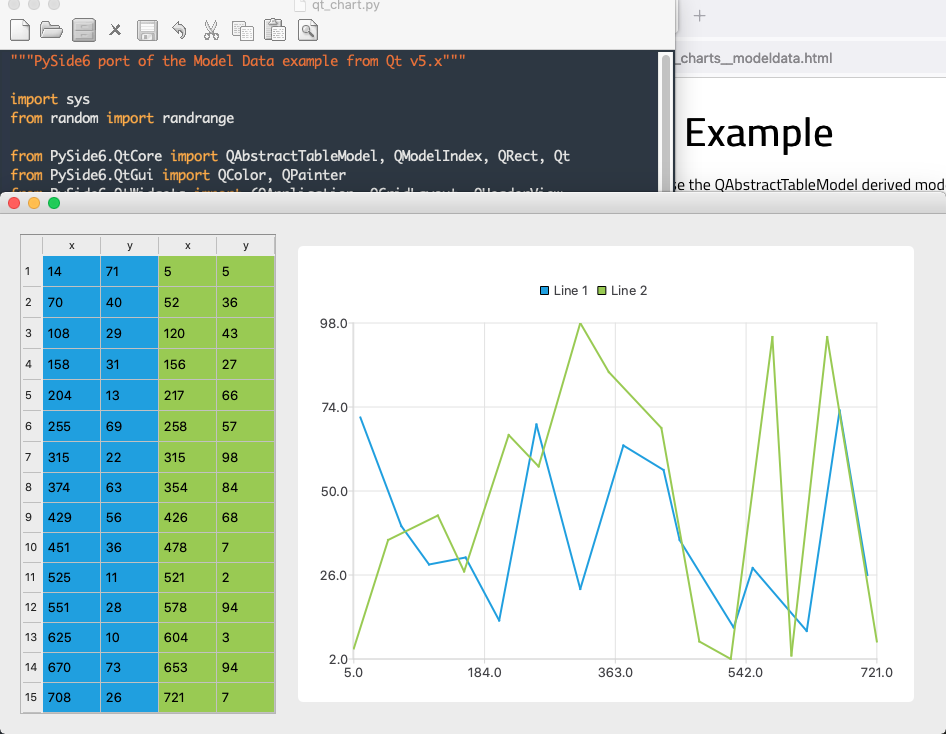 qt_chart.py
"""PySide6 port of the Model Data example from Qt v5.x"""
import sys
from random import randrange
from PySide6.QtCore import QAbstractTableModel, QModelIndex, QRect, Qt
from PySide6.QtGui import QColor, QPainter
_charts__modeldata.html
Example
se the QAbstractTableModel derived mod
x y x y
1 14 71 5 5
2 70 40 52 36
3 108 29 120 43
4 158 31 156 27
5 204 13 217 66
6 255 69 258 57
7 315 22 315 98
8 374 63 354 84
9 429 56 426 68
10 451 36 478 7
11 525 11 521 2
12 551 28 578 94
13 625 10 604 3
14 670 73 653 94
15 708 26 721 7
Line 1 Line 2
98.0
74.0
50.0
26.0
2.0
5.0 184.0 363.0 542.0 721.0